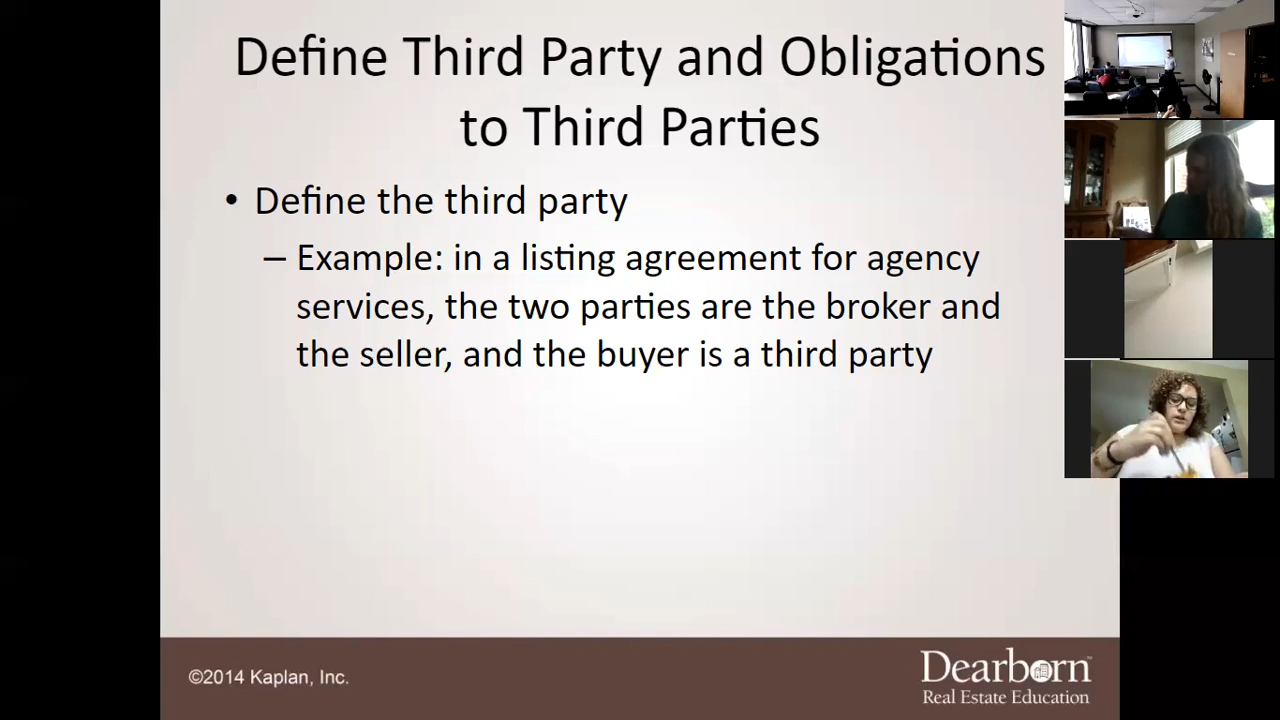 Define Third Party and Obligations
to Third Parties
• Define the third party
– Example: in a listing agreement for agency
services, the two parties are the broker and
the seller, and the buyer is a third party
©2014 Kaplan, Inc.
Dearborn™
Real Estate Education